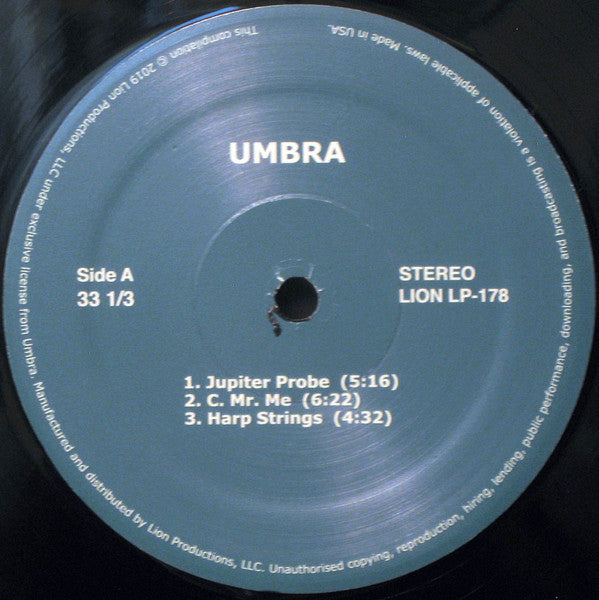 UMBRA
Side A
33 1/3
STEREO
LION LP-178
1. Jupiter Probe (5:16)
2. C. Mr. Me (6:22)
3. Harp Strings (4:32)
This compilation ℗ 2019 Lion Productions, LLC under exclusive license from Umbra. Manufactured and distributed by Lion Productions, LLC. Unauthorised copying, reproduction, hiring, lending, public performance, downloading, and broadcasting is a violation of applicable laws. Made in USA.